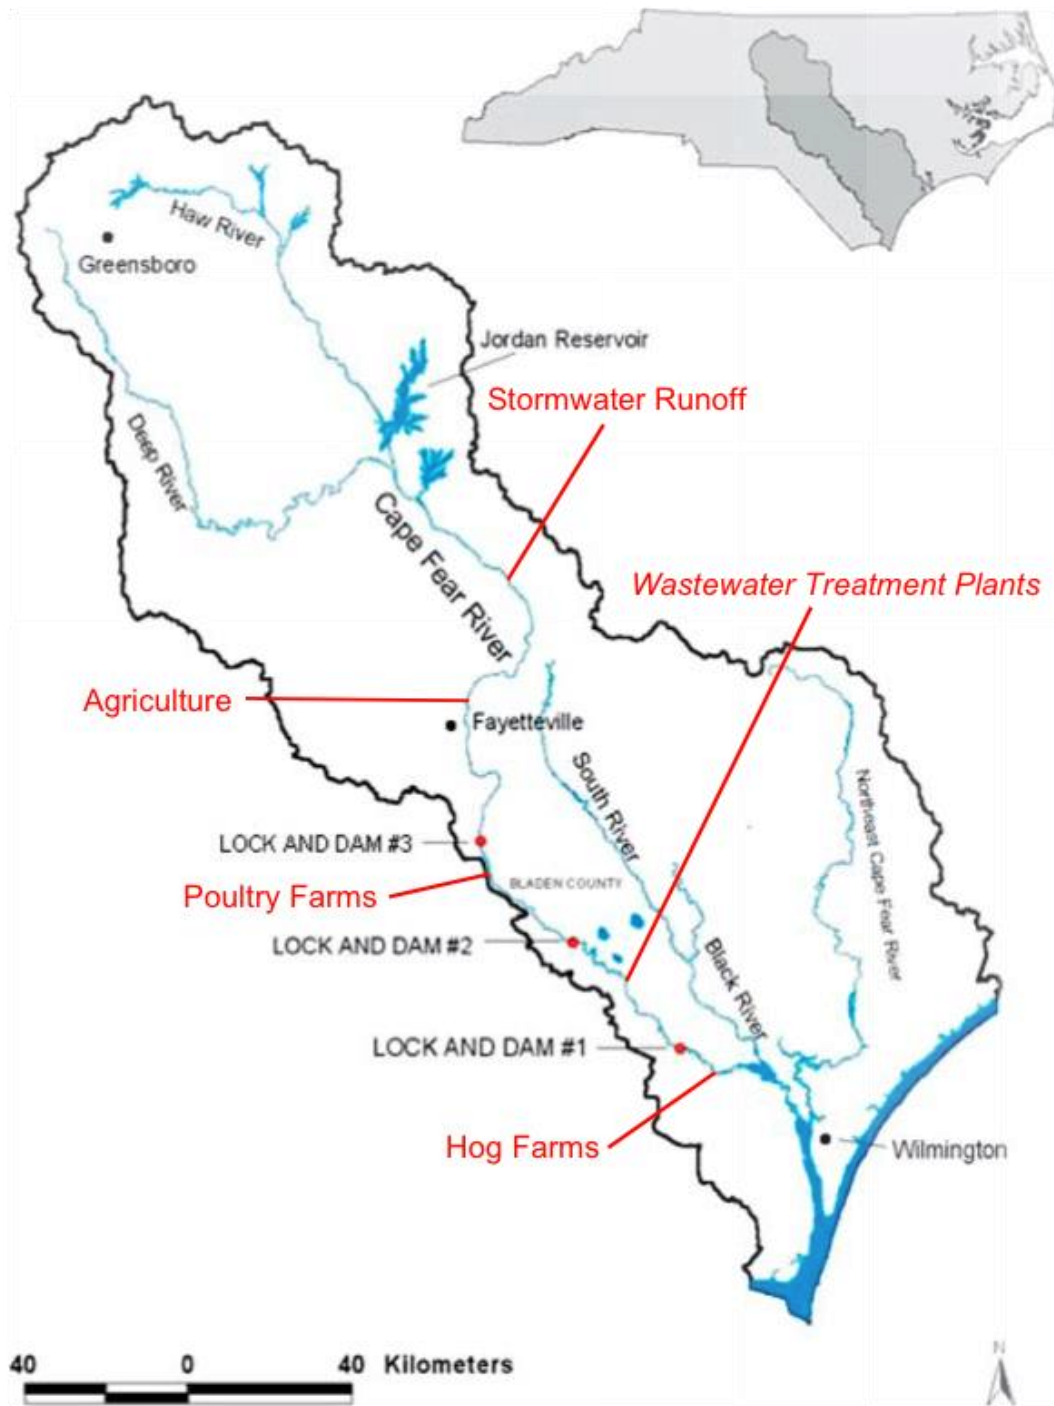 Haw River
Greensboro
Jordan Reservoir
Stormwater Runoff
Deep River
Cape Fear River
Wastewater Treatment Plants
Agriculture
Fayetteville
South River
Northeast Cape Fear River
LOCK AND DAM #3
Poultry Farms
BLADEN COUNTY
LOCK AND DAM #2
Black River
LOCK AND DAM #1
Hog Farms
Wilmington
40 0 40 Kilometers
N